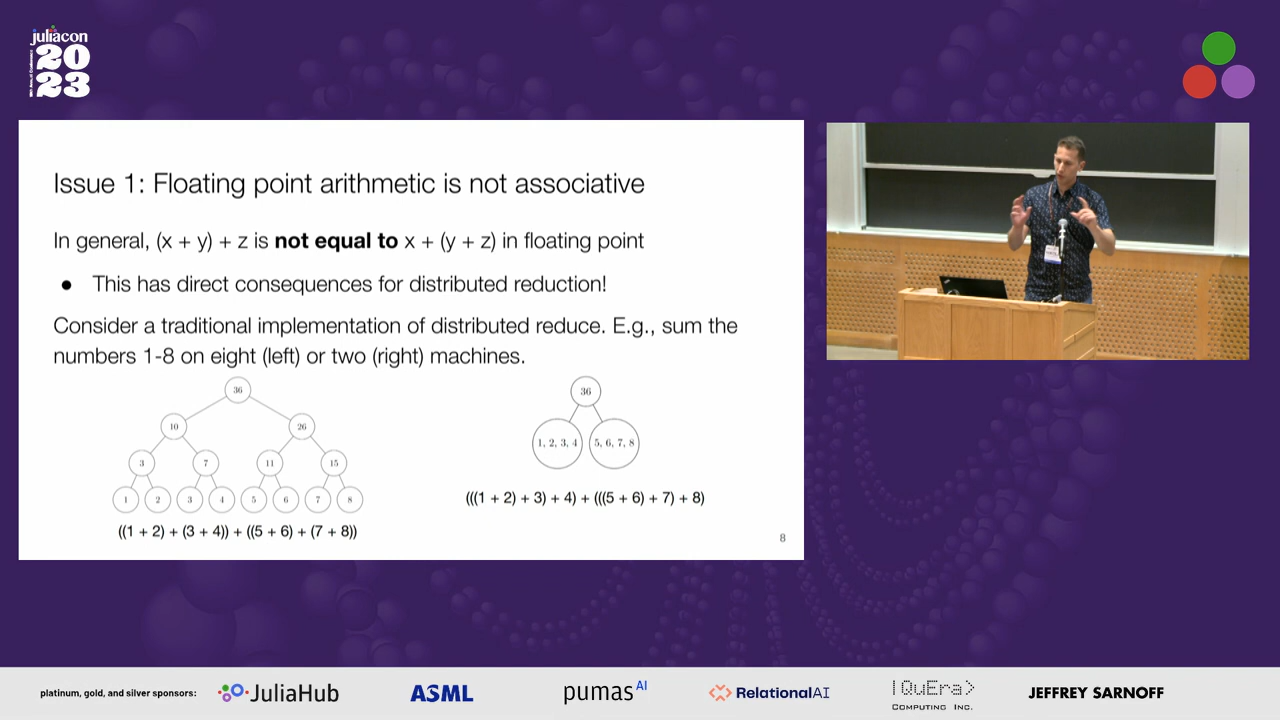 juliacon
2023
Issue 1: Floating point arithmetic is not associative
In general, (x + y) + z is not equal to x + (y + z) in floating point
● This has direct consequences for distributed reduction!
Consider a traditional implementation of distributed reduce. E.g., sum the
numbers 1-8 on eight (left) or two (right) machines.
36
10 26
3 7 11 15
1 2 3 4 5 6 7 8
((1 + 2) + (3 + 4)) + ((5 + 6) + (7 + 8))
36
1, 2, 3, 4 5, 6, 7, 8
(((1 + 2) + 3) + 4) + (((5 + 6) + 7) + 8)
8
platinum, gold, and silver sponsors:
JuliaHub
ASML
pumasAI
RelationalAI
|QuEra>
COMPUTING INC.
JEFFREY SARNOFF